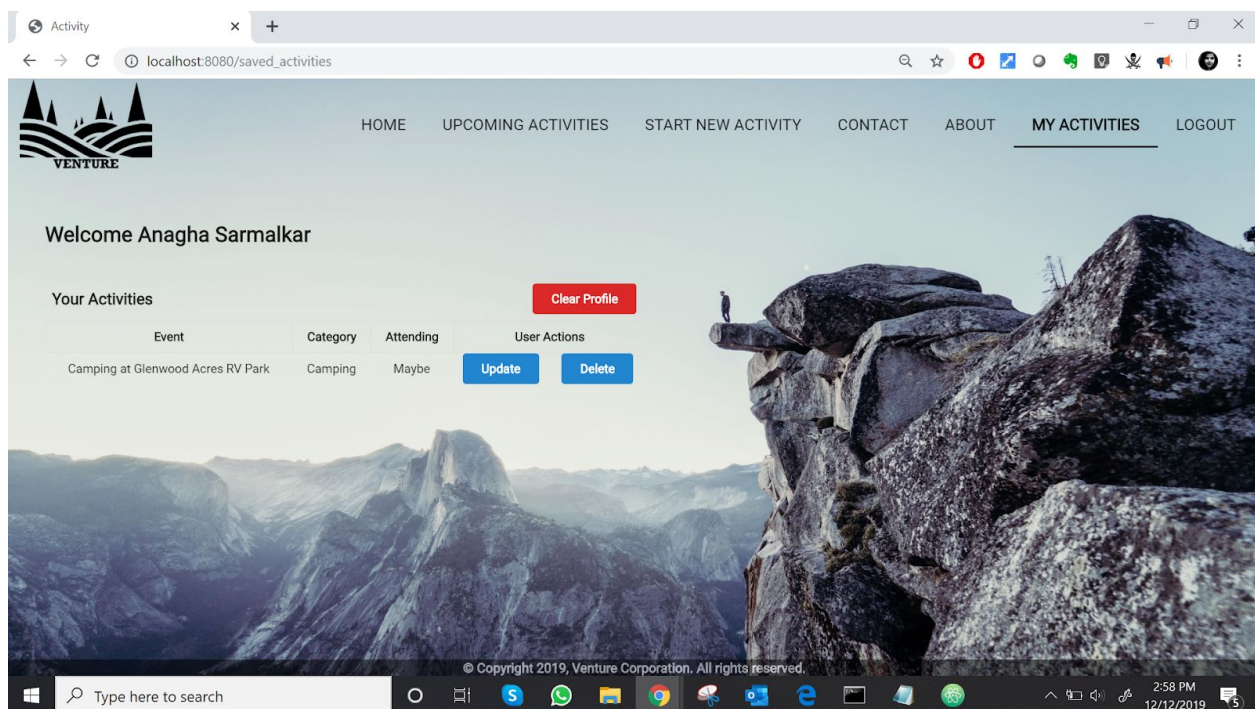 Activity
localhost:8080/saved_activities
VENTURE
HOME UPCOMING ACTIVITIES START NEW ACTIVITY CONTACT ABOUT MY ACTIVITIES LOGOUT
Welcome Anagha Sarmalkar
Your Activities Clear Profile
Event Category Attending User Actions
Camping at Glenwood Acres RV Park Camping Maybe Update Delete
© Copyright 2019, Venture Corporation. All rights reserved.
Type here to search
2:58 PM
12/12/2019
5